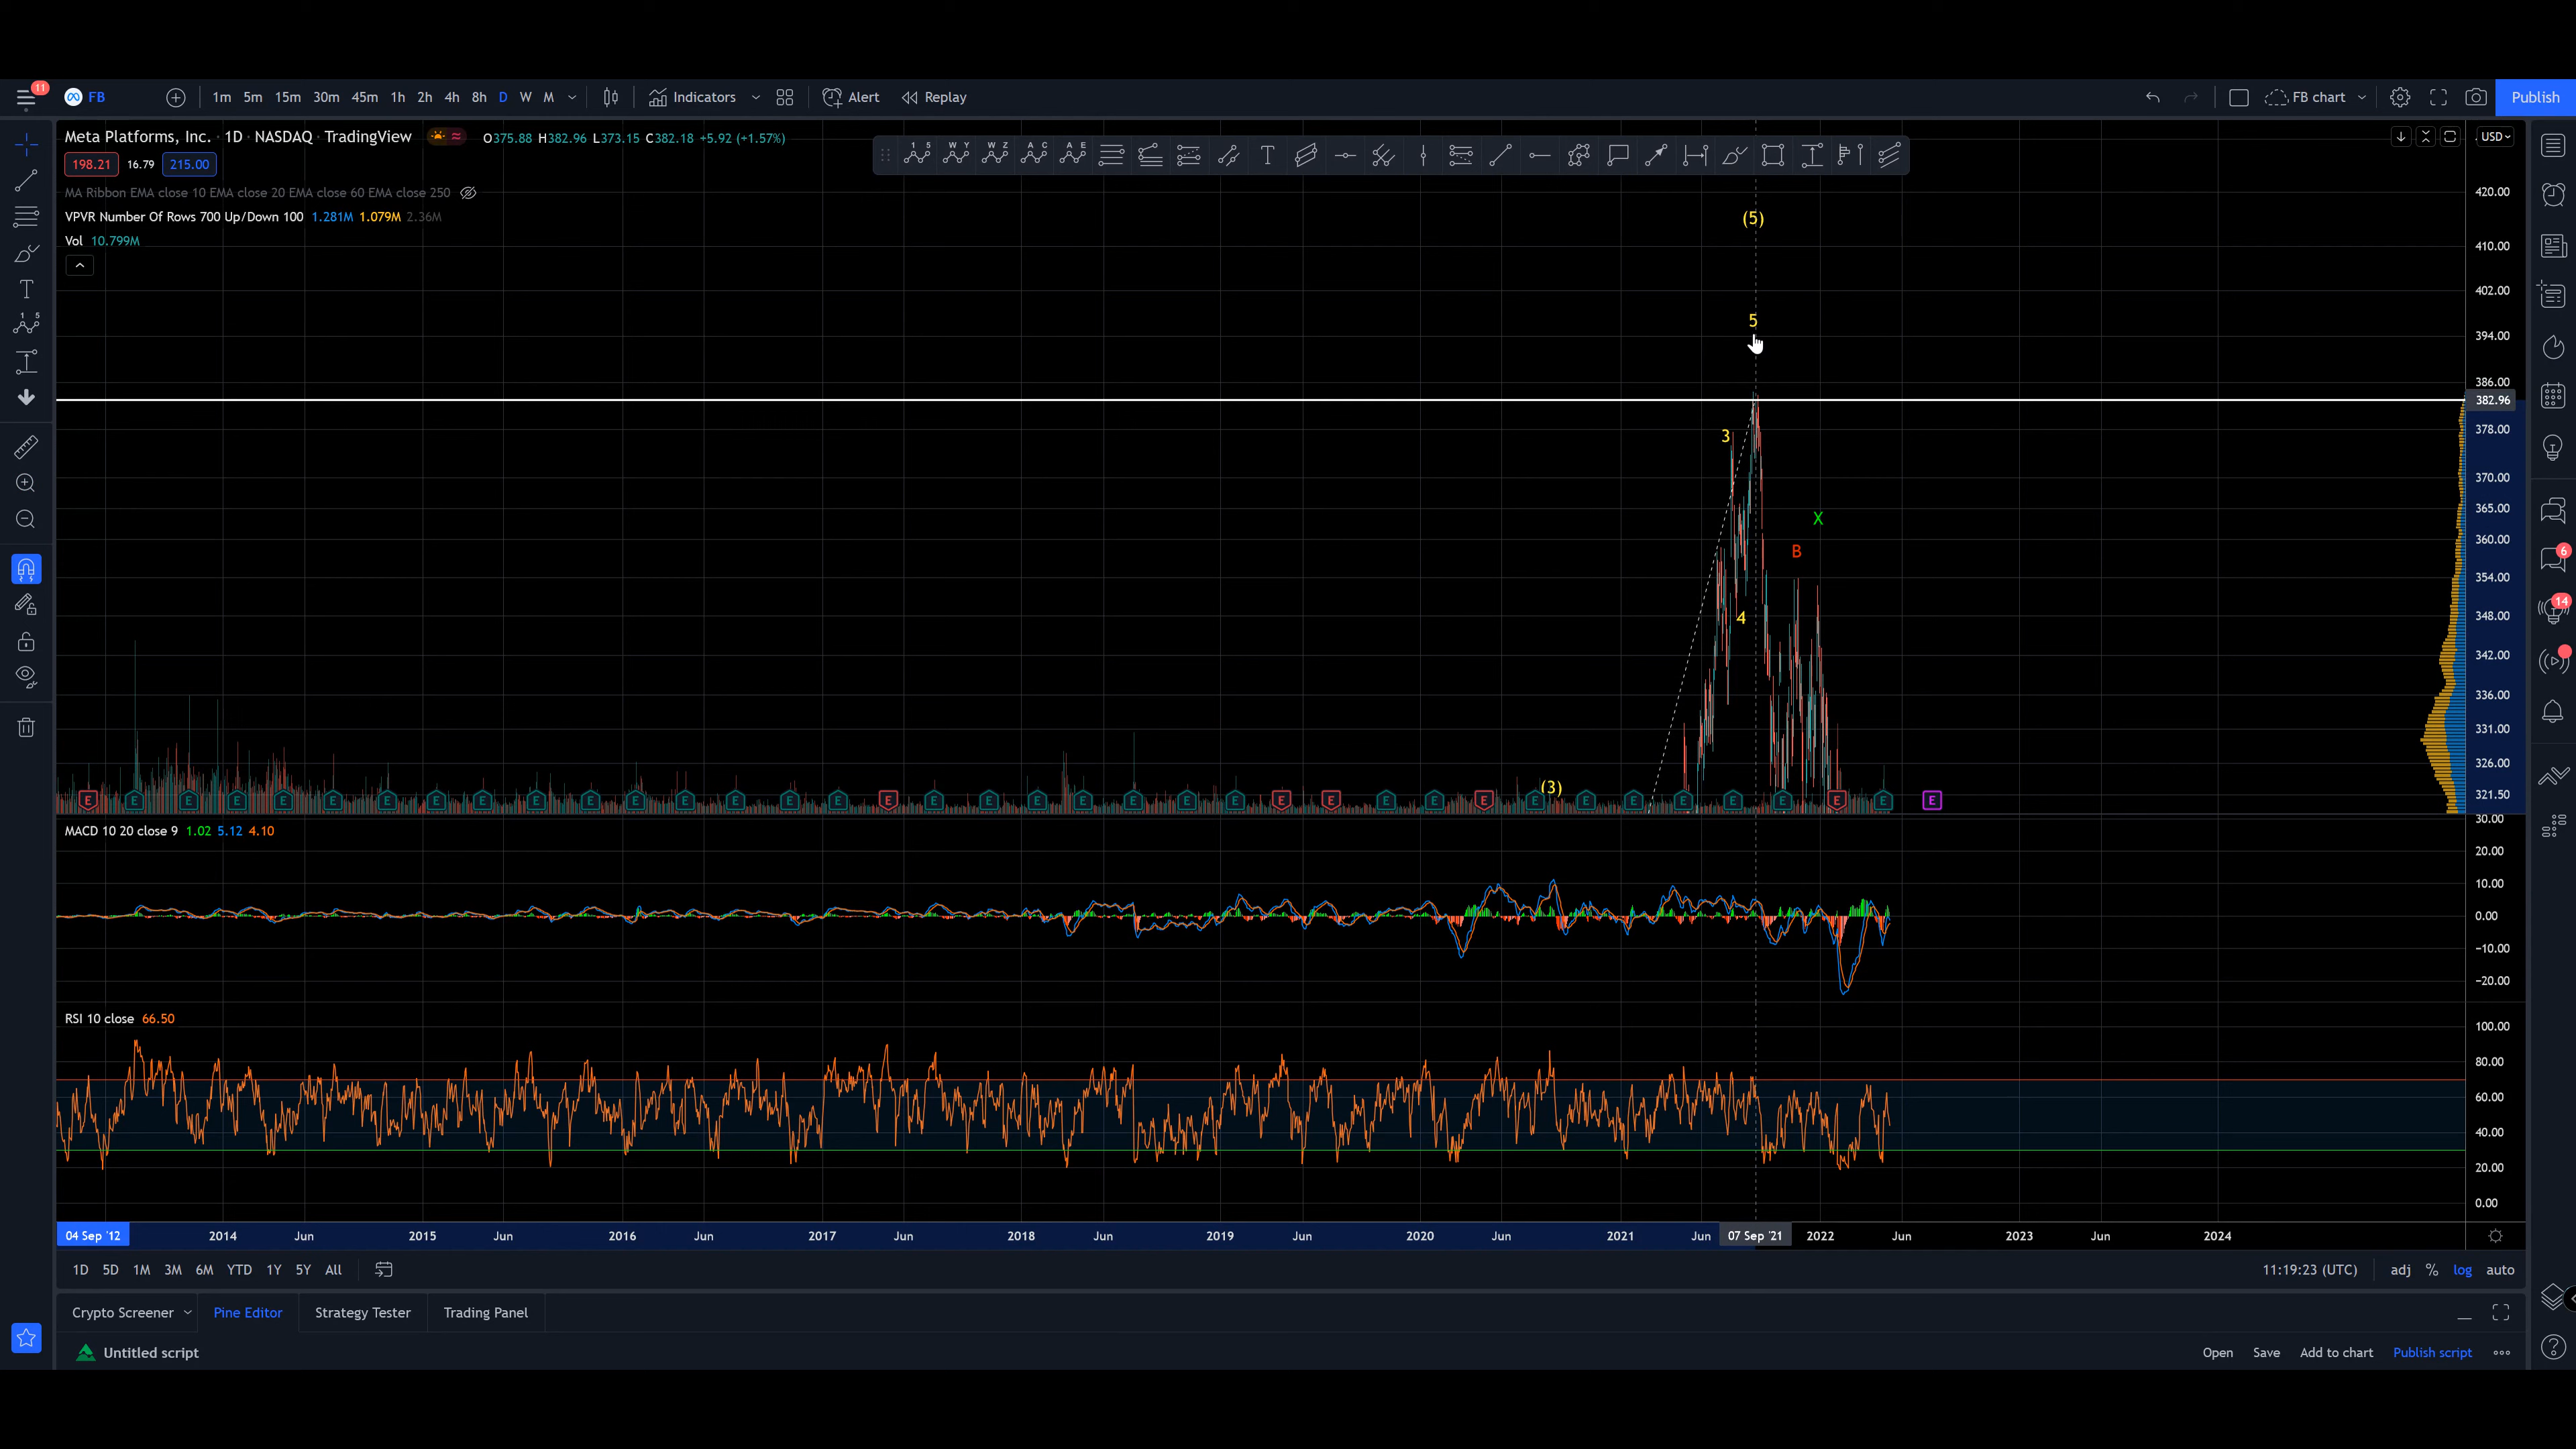 11
FB 1m 5m 15m 30m 45m 1h 2h 4h 8h D W M Indicators Alert Replay FB chart Publish
Meta Platforms, Inc. · 1D · NASDAQ · TradingView O375.88 H382.96 L373.15 C382.18 +5.92 (+1.57%) USD
198.21 16.79 215.00
MA Ribbon EMA close 10 EMA close 20 EMA close 60 EMA close 250
VPVR Number Of Rows 700 Up/Down 100 1.281M 1.079M 2.36M
Vol 10.799M
1 5 W Y W Z A C A E T
T
1 5
420.00
410.00
402.00
394.00
386.00
382.96
378.00
370.00
365.00
360.00
354.00
348.00
342.00
336.00
331.00
326.00
321.50
(5)
5
3
X
B
4
(3)
E E E E E E E E E E E E E E E E E E E E E E E E E E E E E E E E E E E E E E
6
14
MACD 10 20 close 9 1.02 5.12 4.10
30.00
20.00
10.00
0.00
−10.00
−20.00
RSI 10 close 66.50
100.00
80.00
60.00
40.00
20.00
0.00
04 Sep '12 2014 Jun 2015 Jun 2016 Jun 2017 Jun 2018 Jun 2019 Jun 2020 Jun 2021 Jun 07 Sep '21 2022 Jun 2023 Jun 2024
1D 5D 1M 3M 6M YTD 1Y 5Y All 11:19:23 (UTC) adj % log auto
Crypto Screener Pine Editor Strategy Tester Trading Panel
Untitled script Open Save Add to chart Publish script